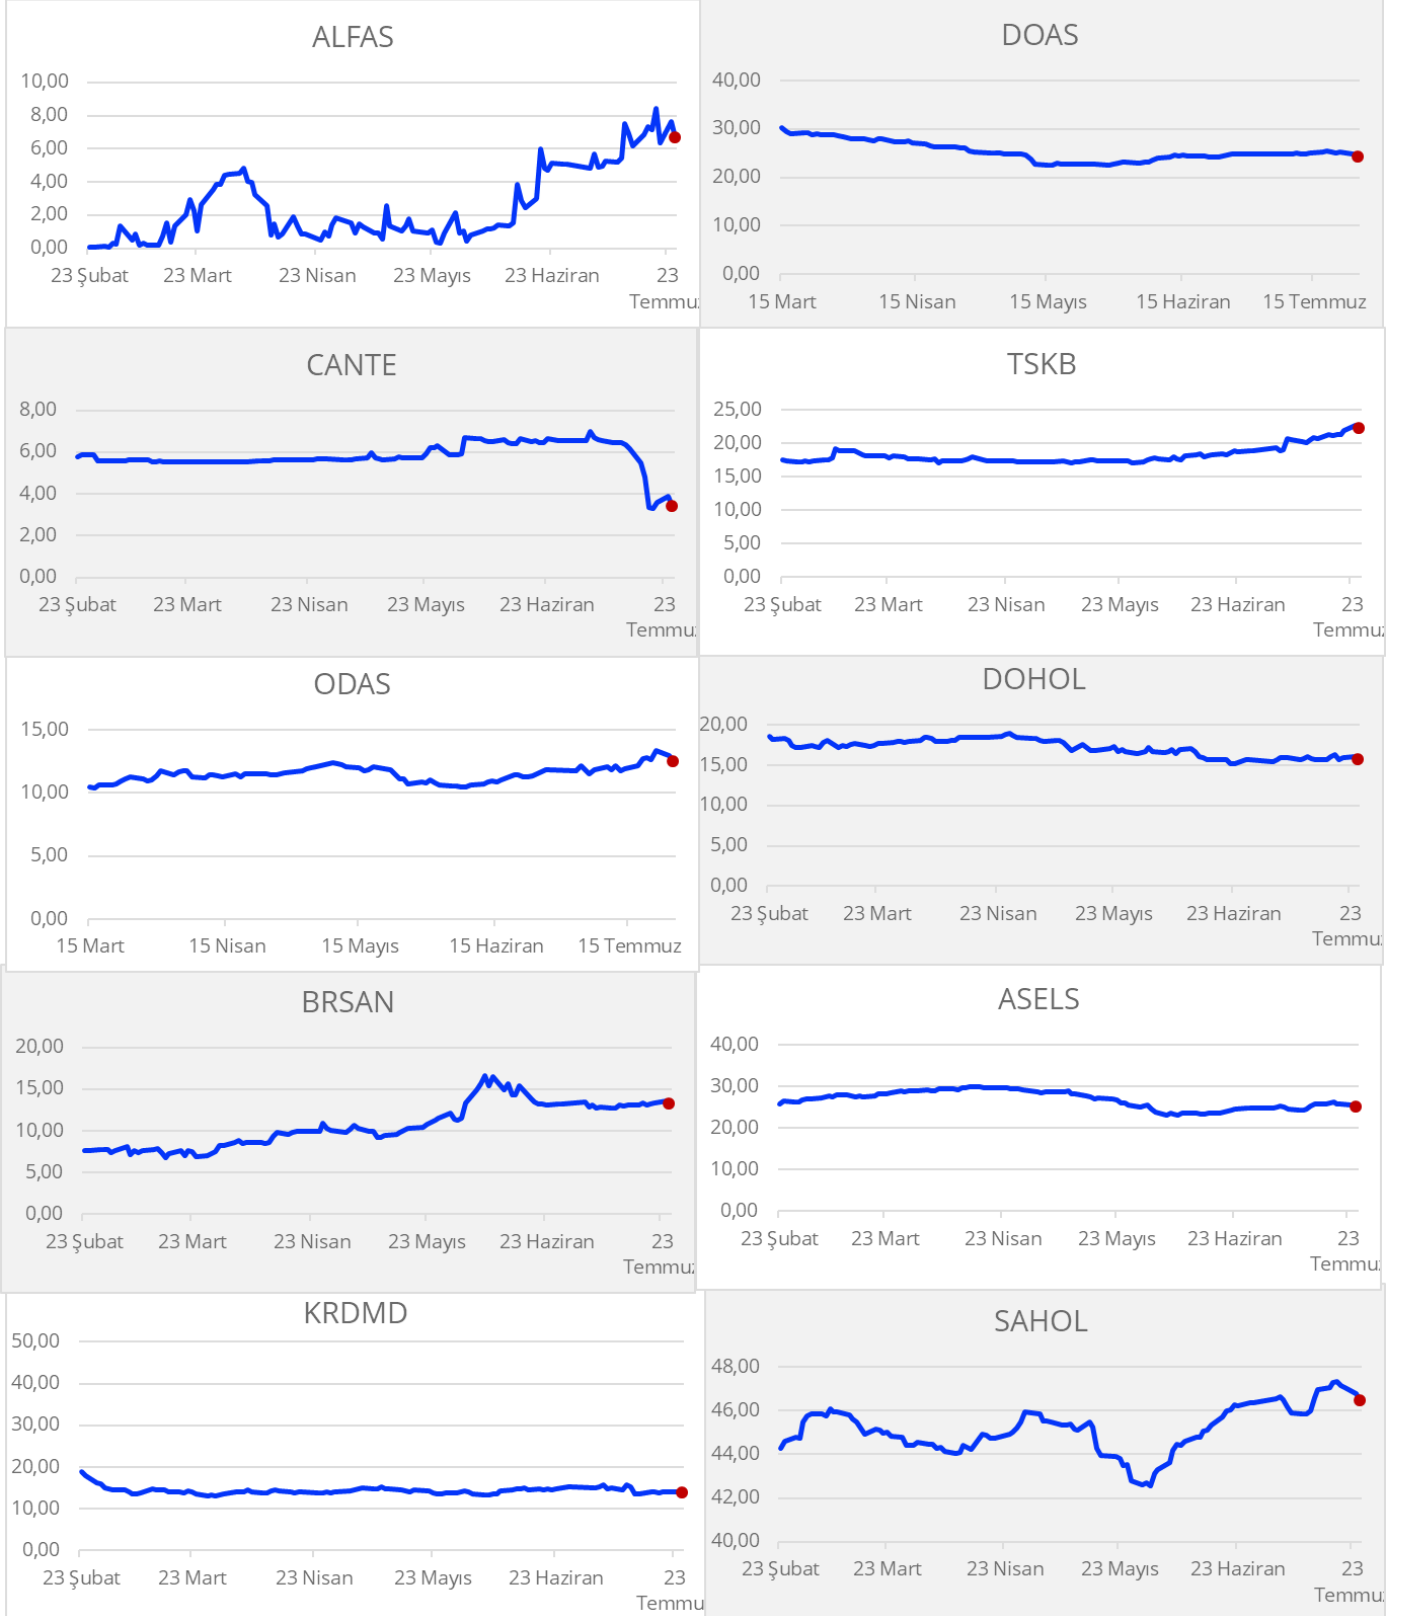 ALFAS
10,00
8,00
6,00
4,00
2,00
0,00
23 Şubat 23 Mart 23 Nisan 23 Mayıs 23 Haziran 23
Temmuz
DOAS
40,00
30,00
20,00
10,00
0,00
15 Mart 15 Nisan 15 Mayıs 15 Haziran 15 Temmuz
CANTE
8,00
6,00
4,00
2,00
0,00
23 Şubat 23 Mart 23 Nisan 23 Mayıs 23 Haziran 23
Temmuz
TSKB
25,00
20,00
15,00
10,00
5,00
0,00
23 Şubat 23 Mart 23 Nisan 23 Mayıs 23 Haziran 23
Temmuz
ODAS
15,00
10,00
5,00
0,00
15 Mart 15 Nisan 15 Mayıs 15 Haziran 15 Temmuz
DOHOL
20,00
15,00
10,00
5,00
0,00
23 Şubat 23 Mart 23 Nisan 23 Mayıs 23 Haziran 23
Temmuz
BRSAN
20,00
15,00
10,00
5,00
0,00
23 Şubat 23 Mart 23 Nisan 23 Mayıs 23 Haziran 23
Temmuz
ASELS
40,00
30,00
20,00
10,00
0,00
23 Şubat 23 Mart 23 Nisan 23 Mayıs 23 Haziran 23
Temmuz
KRDMD
50,00
40,00
30,00
20,00
10,00
0,00
23 Şubat 23 Mart 23 Nisan 23 Mayıs 23 Haziran 23
Temmu
SAHOL
48,00
46,00
44,00
42,00
40,00
23 Şubat 23 Mart 23 Nisan 23 Mayıs 23 Haziran 23
Temmuz